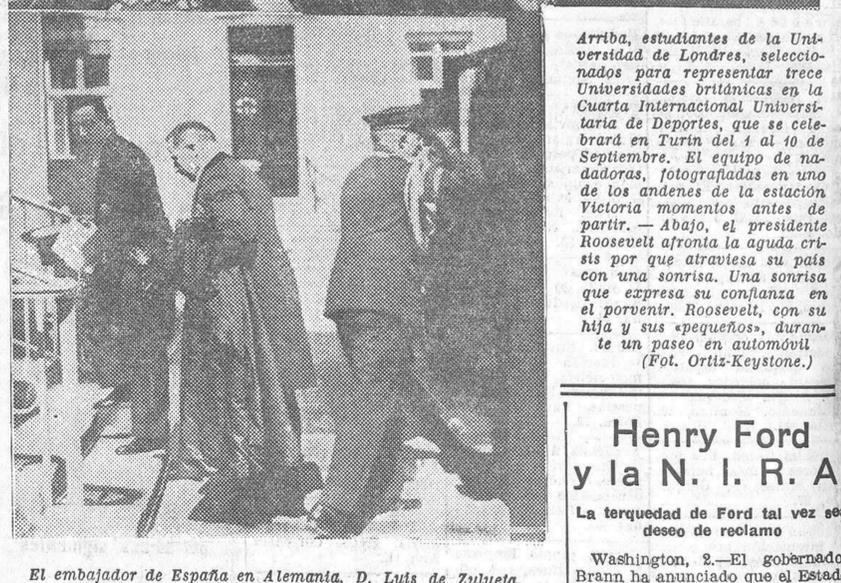 Arriba, estudiantes de la Uni-
versidad de Londres, seleccio-
nados para representar trece
Universidades británicas en la
Cuarta Internacional Universi-
taria de Deportes, que se cele-
brará en Turín del 1 al 10 de
Septiembre. El equipo de na-
dadoras, fotografiadas en uno
de los andenes de la estación
Victoria momentos antes de
partir. — Abajo, el presidente
Roosevelt afronta la aguda cri-
sis por que atraviesa su país
con una sonrisa. Una sonrisa
que expresa su confianza en
el porvenir. Roosevelt, con su
hija y sus «pequeños», duran-
te un paseo en automóvil
(Fot. Ortiz-Keystone.)
Henry Ford
y la N. I. R. A
La terquedad de Ford tal vez sea
deseo de reclamo
Washington, 2.—El gobernado
Brann ha anunciado que el Estad
El embajador de España en Alemania, D. Luis de Zulueta